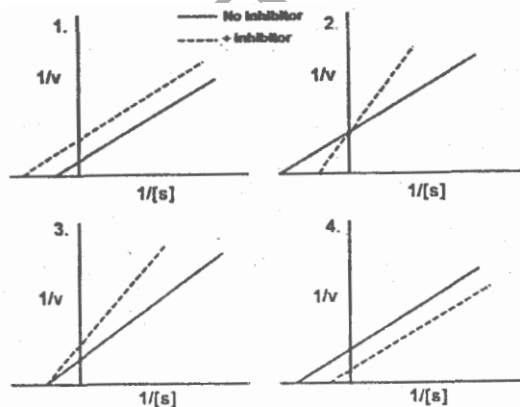 1.
No inhibitor
+ inhibitor
1/v
1/[s]
2.
1/v
1/[s]
3.
1/v
1/[s]
4.
1/v
1/[s]